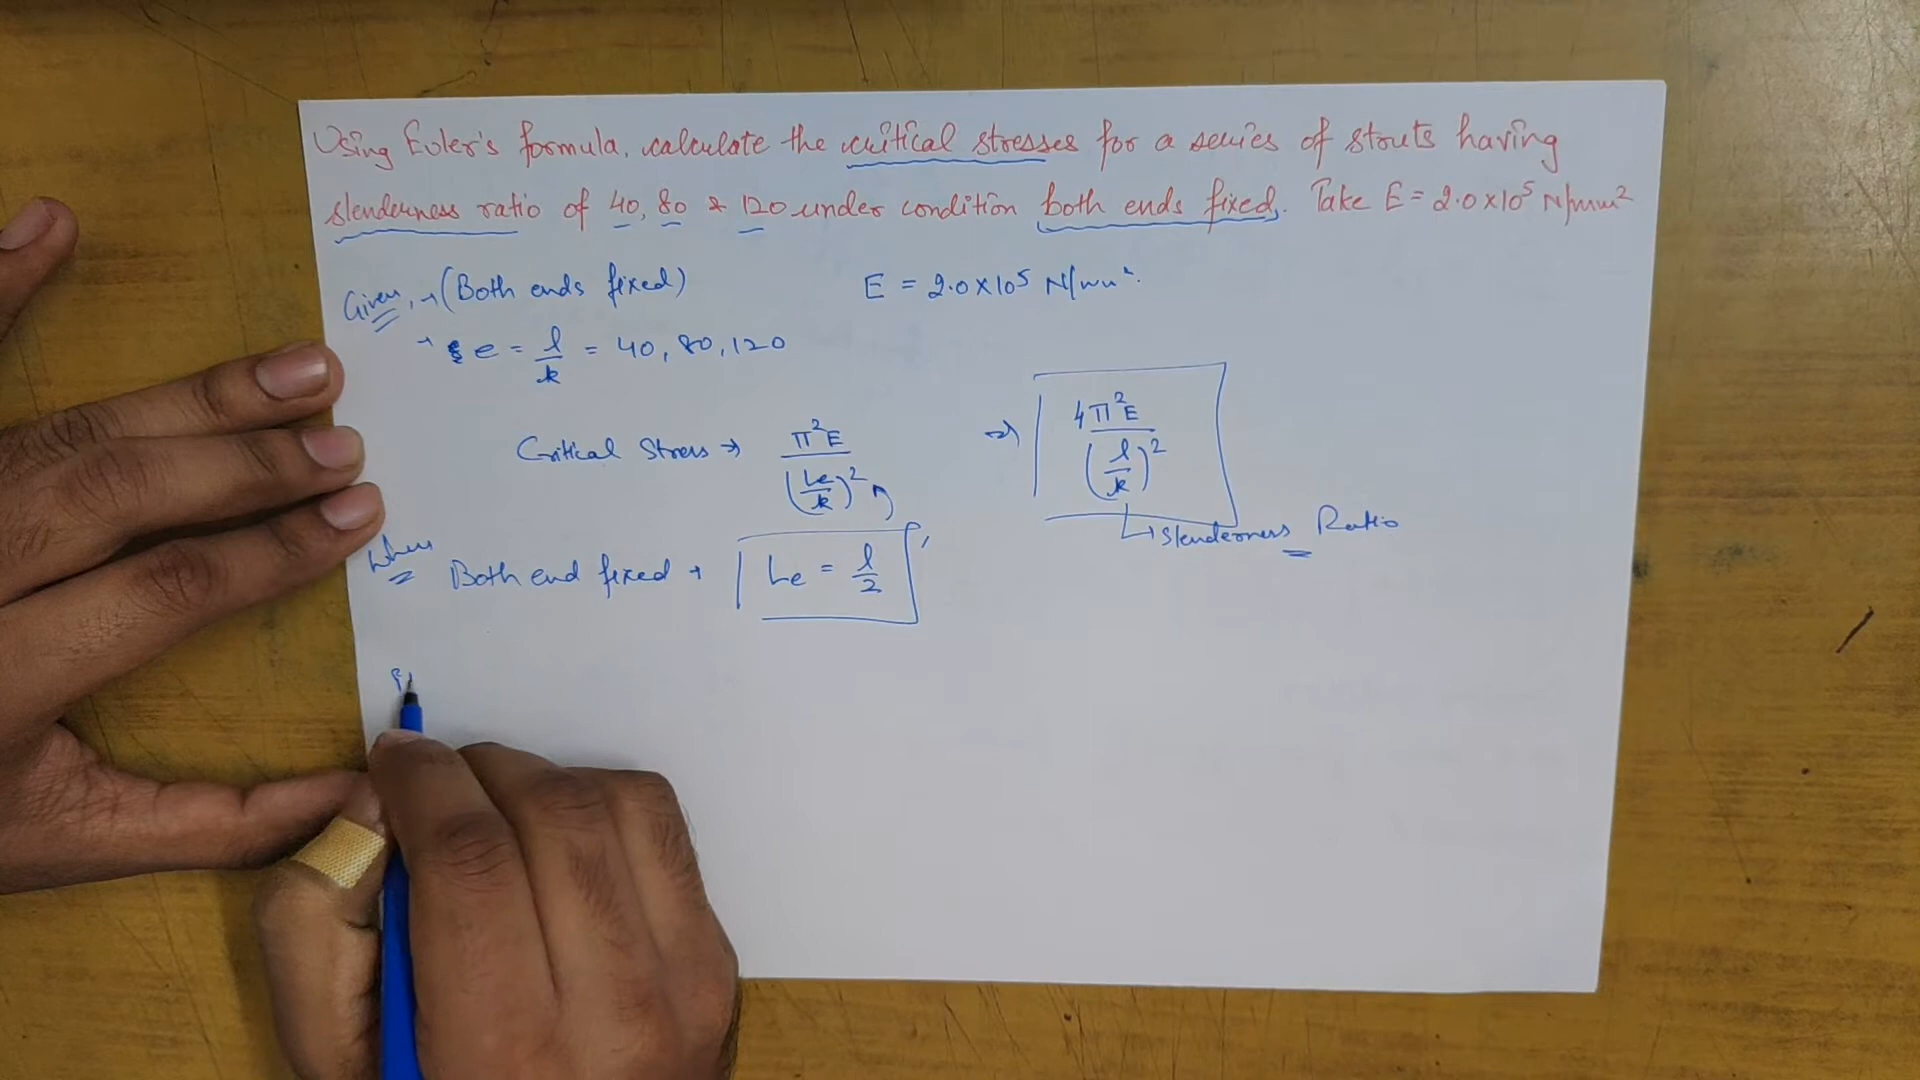 Using Euler's formula, calculate the critical stresses for a series of struts having
slenderness ratio of 40, 80 & 120 under condition both ends fixed. Take E = 2.0×10⁵ N/mm²
Given, → (Both ends fixed) E = 2.0×10⁵ N/mm².
→ e = l/k = 40, 80, 120
Critical Stress → π²E/(Le/k)² ⇒ 4π²E/(l/k)²
↳ Slenderness Ratio
where Both end fixed → Le = l/2